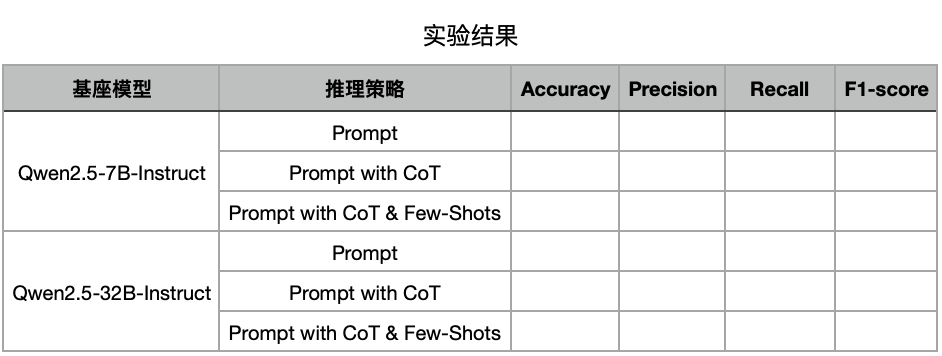 实验结果
基座模型 推理策略 Accuracy Precision Recall F1-score
Qwen2.5-7B-Instruct
Prompt
Prompt with CoT
Prompt with CoT & Few-Shots
Qwen2.5-32B-Instruct
Prompt
Prompt with CoT
Prompt with CoT & Few-Shots